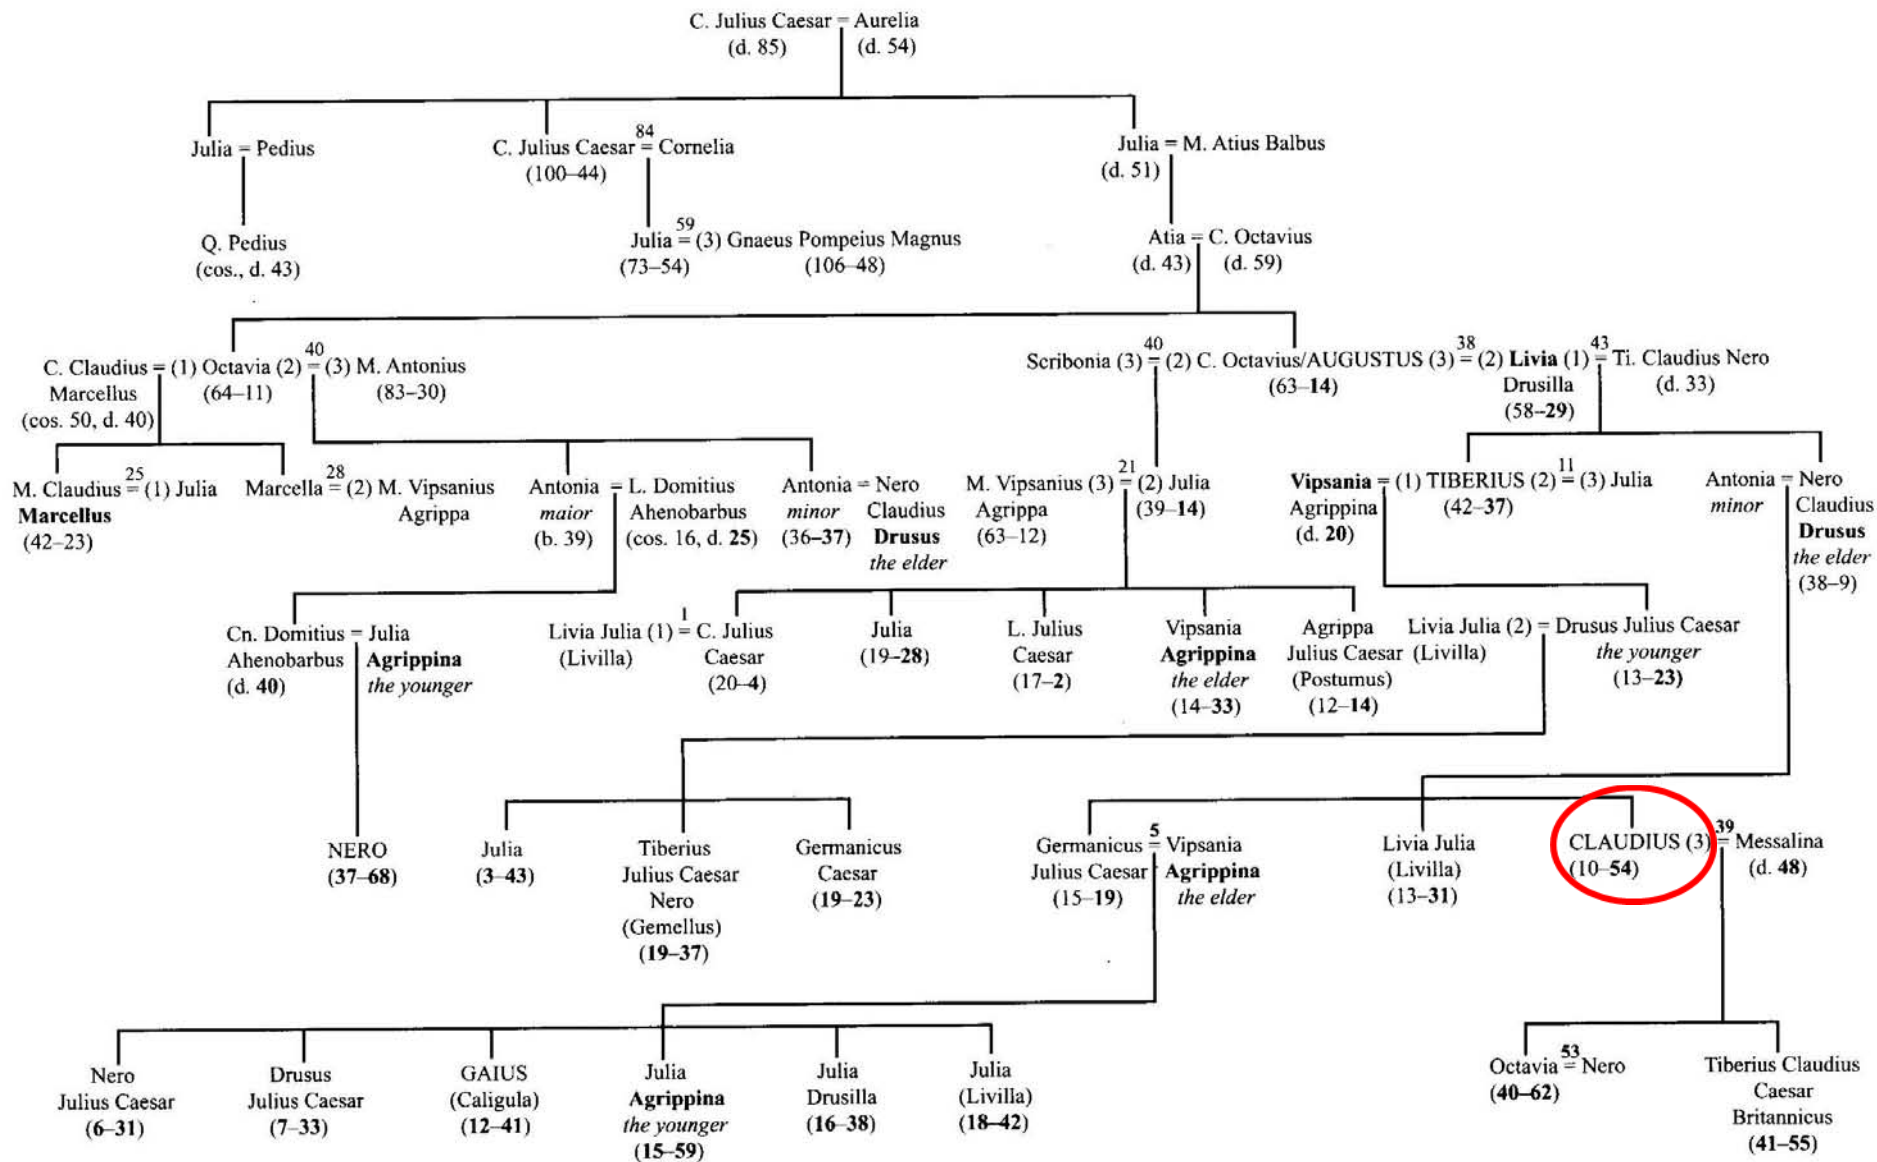 C. Julius Caesar = Aurelia
(d. 85) (d. 54)
84
Julia = Pedius C. Julius Caesar = Cornelia Julia = M. Atius Balbus
(100–44) (d. 51)
59
Q. Pedius Julia = (3) Gnaeus Pompeius Magnus Atia = C. Octavius
(cos., d. 43) (73–54) (106–48) (d. 43) (d. 59)
40 40 38 43
C. Claudius = (1) Octavia (2) = (3) M. Antonius Scribonia (3) = (2) C. Octavius/AUGUSTUS (3) = (2) Livia (1) = Ti. Claudius Nero
Marcellus (64–11) (83–30) (63–14) Drusilla (d. 33)
(cos. 50, d. 40) (58–29)
25 28 21 11
M. Claudius = (1) Julia Marcella = (2) M. Vipsanius Antonia = L. Domitius Antonia = Nero M. Vipsanius (3) = (2) Julia Vipsania = (1) TIBERIUS (2) = (3) Julia Antonia = Nero
Marcellus Agrippa maior Ahenobarbus minor Claudius Agrippa (39–14) Agrippina (42–37) minor Claudius
(42–23) (b. 39) (cos. 16, d. 25) (36–37) Drusus (63–12) (d. 20) Drusus
the elder the elder
(38–9)
1
Cn. Domitius = Julia Livia Julia (1) = C. Julius Julia L. Julius Vipsania Agrippa Livia Julia (2) = Drusus Julius Caesar
Ahenobarbus Agrippina (Livilla) Caesar (19–28) Caesar Agrippina Julius Caesar (Livilla) the younger
(d. 40) the younger (20–4) (17–2) the elder (Postumus) (13–23)
(14–33) (12–14)
5 39
NERO Julia Tiberius Germanicus Germanicus = Vipsania Livia Julia CLAUDIUS (3) = Messalina
(37–68) (3–43) Julius Caesar Caesar Julius Caesar Agrippina (Livilla) (10–54) (d. 48)
Nero (19–23) (15–19) the elder (13–31)
(Gemellus)
(19–37)
53
Nero Drusus GAIUS Julia Julia Julia Octavia = Nero Tiberius Claudius
Julius Caesar Julius Caesar (Caligula) Agrippina Drusilla (Livilla) (40–62) Caesar
(6–31) (7–33) (12–41) the younger (16–38) (18–42) Britannicus
(15–59) (41–55)